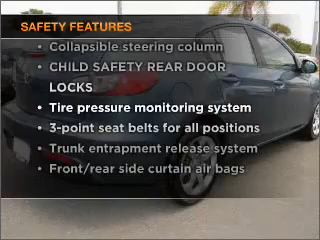 SAFETY FEATURES
• Collapsible steering column
• CHILD SAFETY REAR DOOR
LOCKS
• Tire pressure monitoring system
• 3-point seat belts for all positions
• Trunk entrapment release system
• Front/rear side curtain air bags